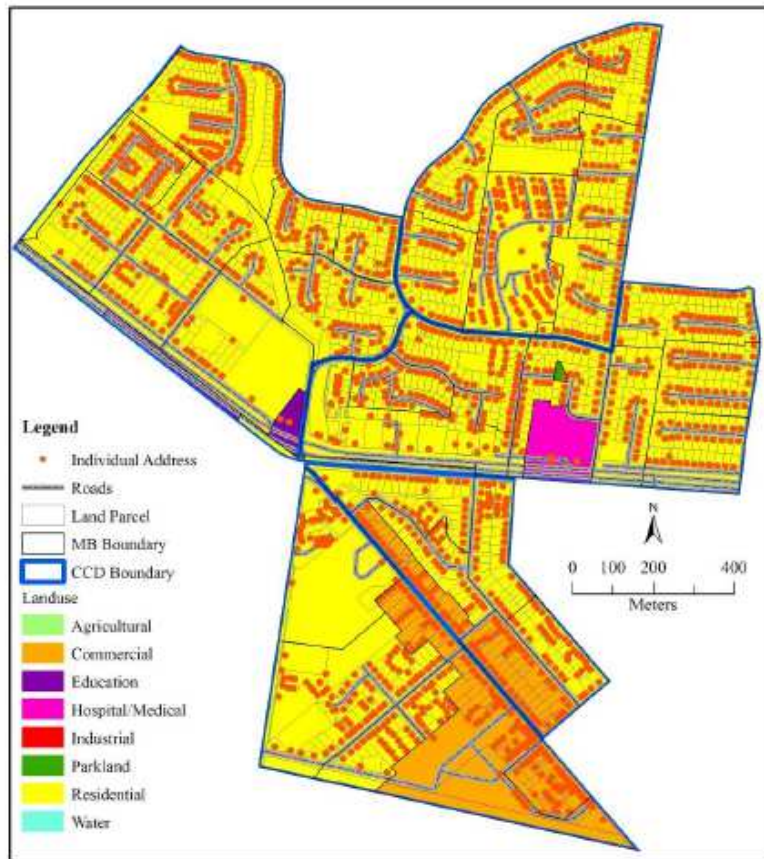 Legend
Individual Address
Roads
Land Parcel
MB Boundary
CCD Boundary
Landuse
Agricultural
Commercial
Education
Hospital/Medical
Industrial
Parkland
Residential
Water
N
0 100 200 400
Meters